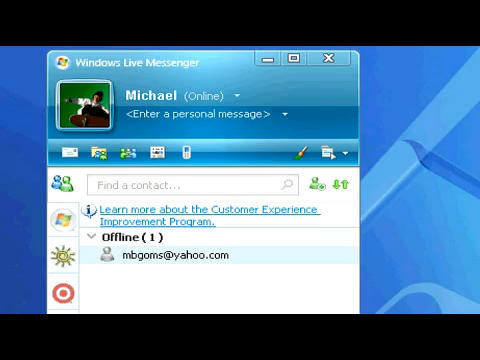 Windows Live Messenger
Michael (Online)
<Enter a personal message>
Find a contact...
Learn more about the Customer Experience
Improvement Program.
Offline ( 1 )
mbgoms@yahoo.com